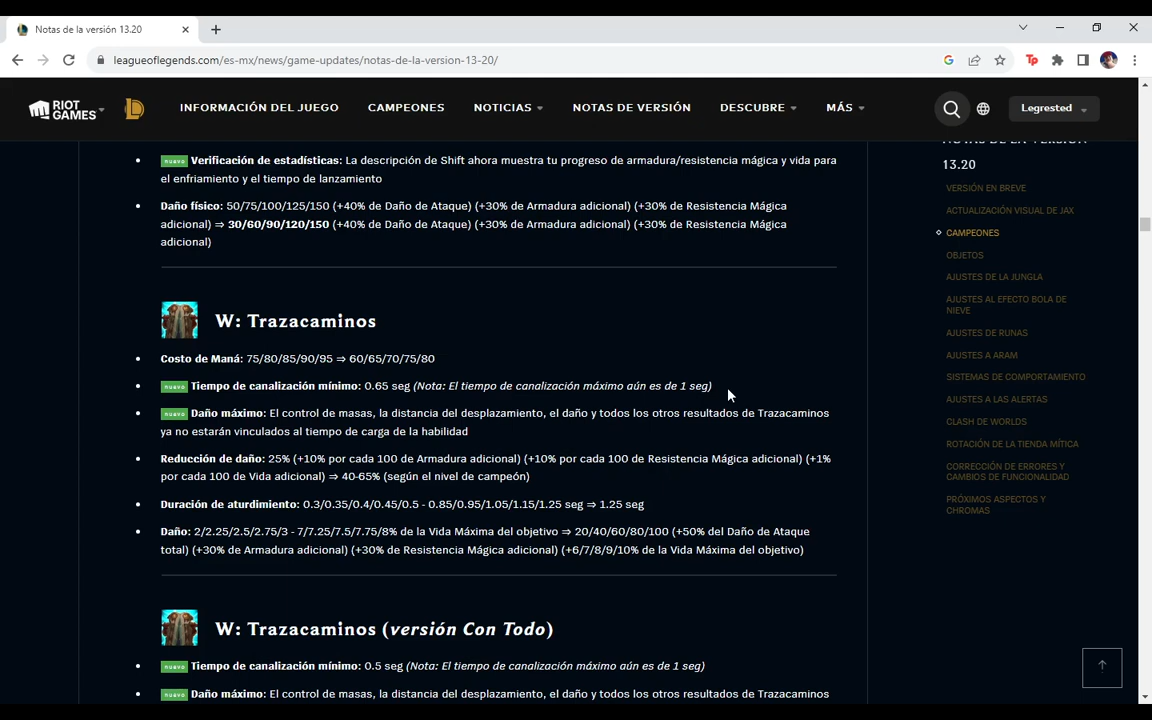 Notas de la versión 13.20
leagueoflegends.com/es-mx/news/game-updates/notas-de-la-version-13-20/
RIOT GAMES
INFORMACIÓN DEL JUEGO
CAMPEONES
NOTICIAS
NOTAS DE VERSIÓN
DESCUBRE
MÁS
Legrested
nuevo Verificación de estadísticas: La descripción de Shift ahora muestra tu progreso de armadura/resistencia mágica y vida para
el enfriamiento y el tiempo de lanzamiento
Daño físico: 50/75/100/125/150 (+40% de Daño de Ataque) (+30% de Armadura adicional) (+30% de Resistencia Mágica
adicional) ⇒ 30/60/90/120/150 (+40% de Daño de Ataque) (+30% de Armadura adicional) (+30% de Resistencia Mágica
adicional)
W: Trazacaminos
Costo de Maná: 75/80/85/90/95 ⇒ 60/65/70/75/80
nuevo Tiempo de canalización mínimo: 0.65 seg (Nota: El tiempo de canalización máximo aún es de 1 seg)
nuevo Daño máximo: El control de masas, la distancia del desplazamiento, el daño y todos los otros resultados de Trazacaminos
ya no estarán vinculados al tiempo de carga de la habilidad
Reducción de daño: 25% (+10% por cada 100 de Armadura adicional) (+10% por cada 100 de Resistencia Mágica adicional) (+1%
por cada 100 de Vida adicional) ⇒ 40-65% (según el nivel de campeón)
Duración de aturdimiento: 0.3/0.35/0.4/0.45/0.5 - 0.85/0.95/1.05/1.15/1.25 seg ⇒ 1.25 seg
Daño: 2/2.25/2.5/2.75/3 - 7/7.25/7.5/7.75/8% de la Vida Máxima del objetivo ⇒ 20/40/60/80/100 (+50% del Daño de Ataque
total) (+30% de Armadura adicional) (+30% de Resistencia Mágica adicional) (+6/7/8/9/10% de la Vida Máxima del objetivo)
W: Trazacaminos (versión Con Todo)
nuevo Tiempo de canalización mínimo: 0.5 seg (Nota: El tiempo de canalización máximo aún es de 1 seg)
nuevo Daño máximo: El control de masas, la distancia del desplazamiento, el daño y todos los otros resultados de Trazacaminos
NOTAS DE LA VERSIÓN
13.20
VERSIÓN EN BREVE
ACTUALIZACIÓN VISUAL DE JAX
CAMPEONES
OBJETOS
AJUSTES DE LA JUNGLA
AJUSTES AL EFECTO BOLA DE
NIEVE
AJUSTES DE RUNAS
AJUSTES A ARAM
SISTEMAS DE COMPORTAMIENTO
AJUSTES A LAS ALERTAS
CLASH DE WORLDS
ROTACIÓN DE LA TIENDA MÍTICA
CORRECCIÓN DE ERRORES Y
CAMBIOS DE FUNCIONALIDAD
PRÓXIMOS ASPECTOS Y
CHROMAS